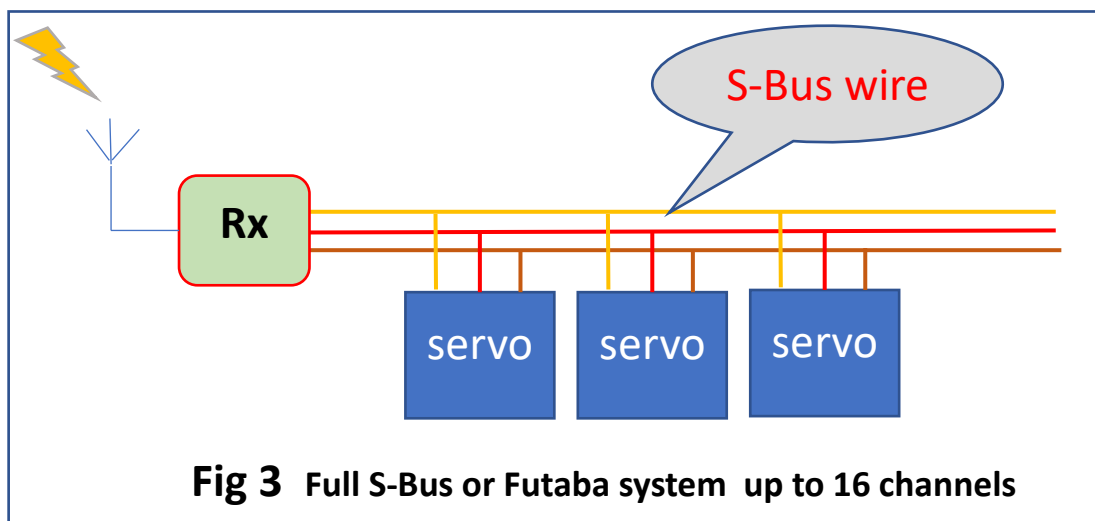 S-Bus wire
Rx
servo servo servo
Fig 3 Full S-Bus or Futaba system up to 16 channels